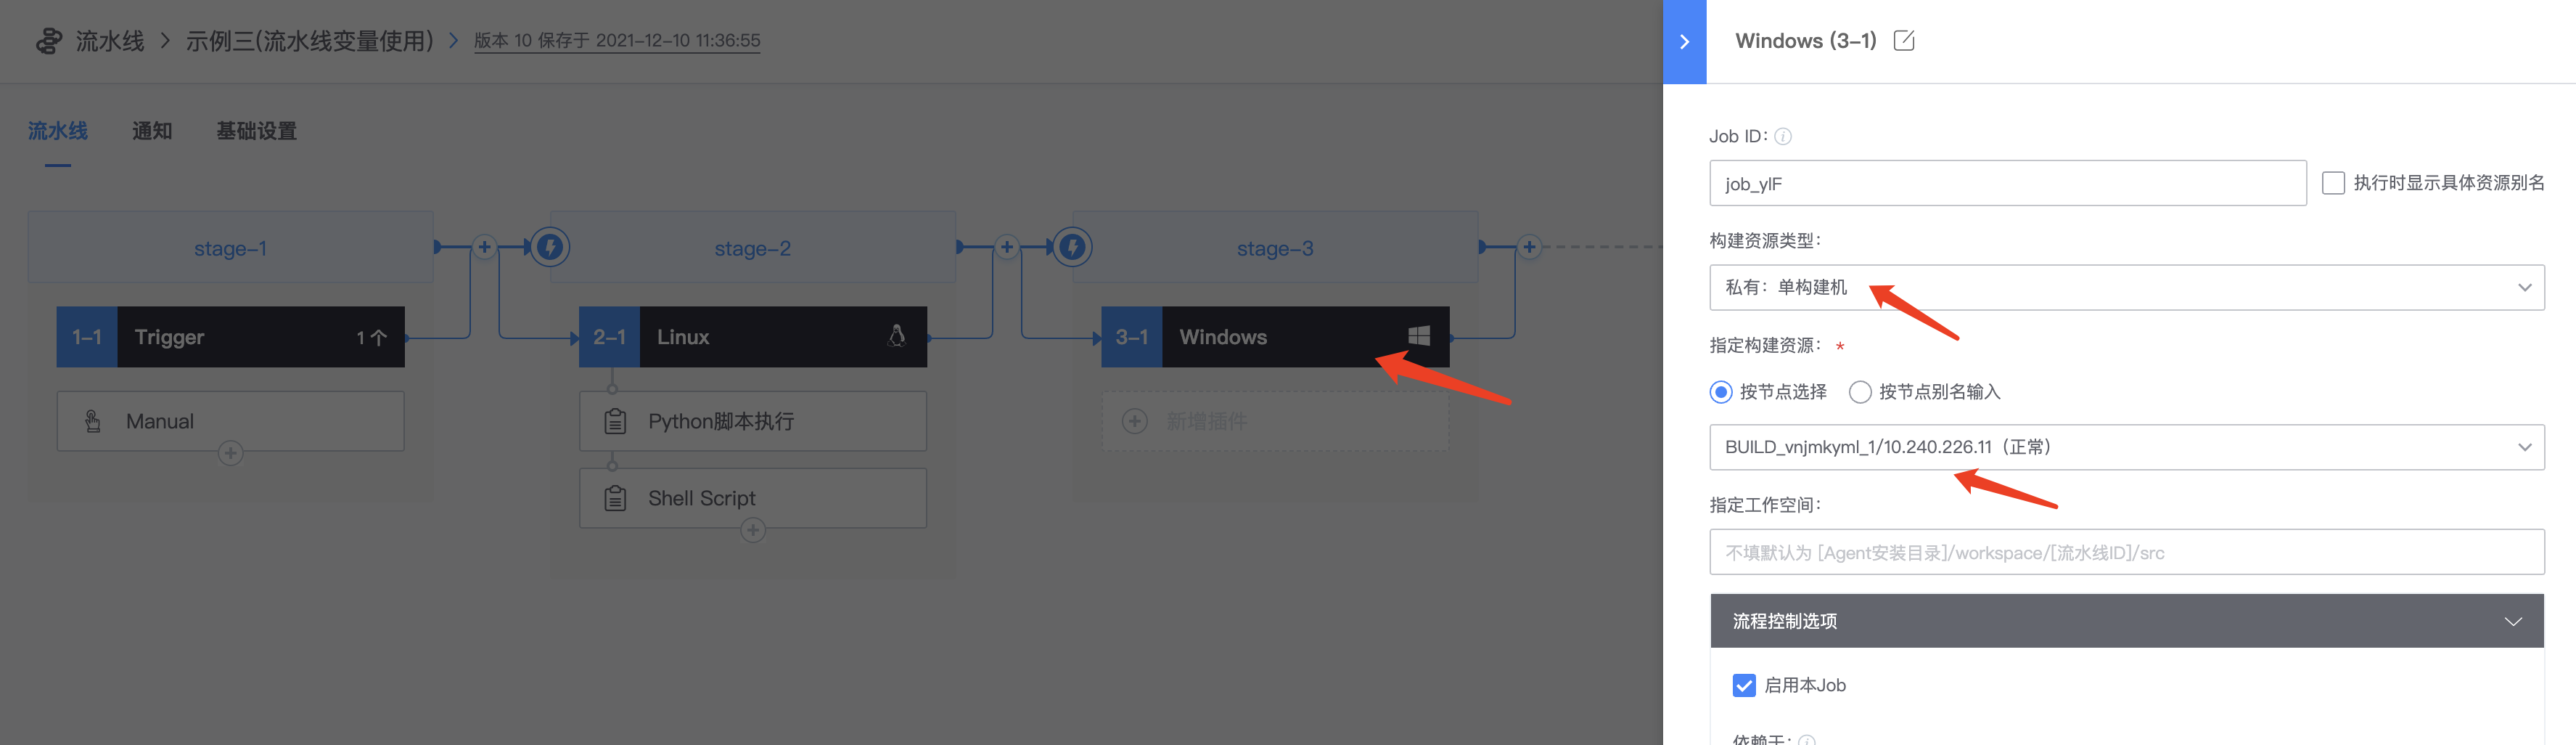 流水线 > 示例三(流水线变量使用) > 版本 10 保存于 2021-12-10 11:36:55
流水线 通知 基础设置
stage-1
stage-2
stage-3
1-1 Trigger 1 个
2-1 Linux
3-1 Windows
Manual
Python脚本执行
新增插件
Shell Script
Windows (3-1)
Job ID:
job_ylF
执行时显示具体资源别名
构建资源类型:
私有：单构建机
指定构建资源: *
按节点选择 按节点别名输入
BUILD_vnjmkyml_1/10.240.226.11（正常）
指定工作空间:
不填默认为 [Agent安装目录]/workspace/[流水线ID]/src
流程控制选项
启用本Job
依赖于: